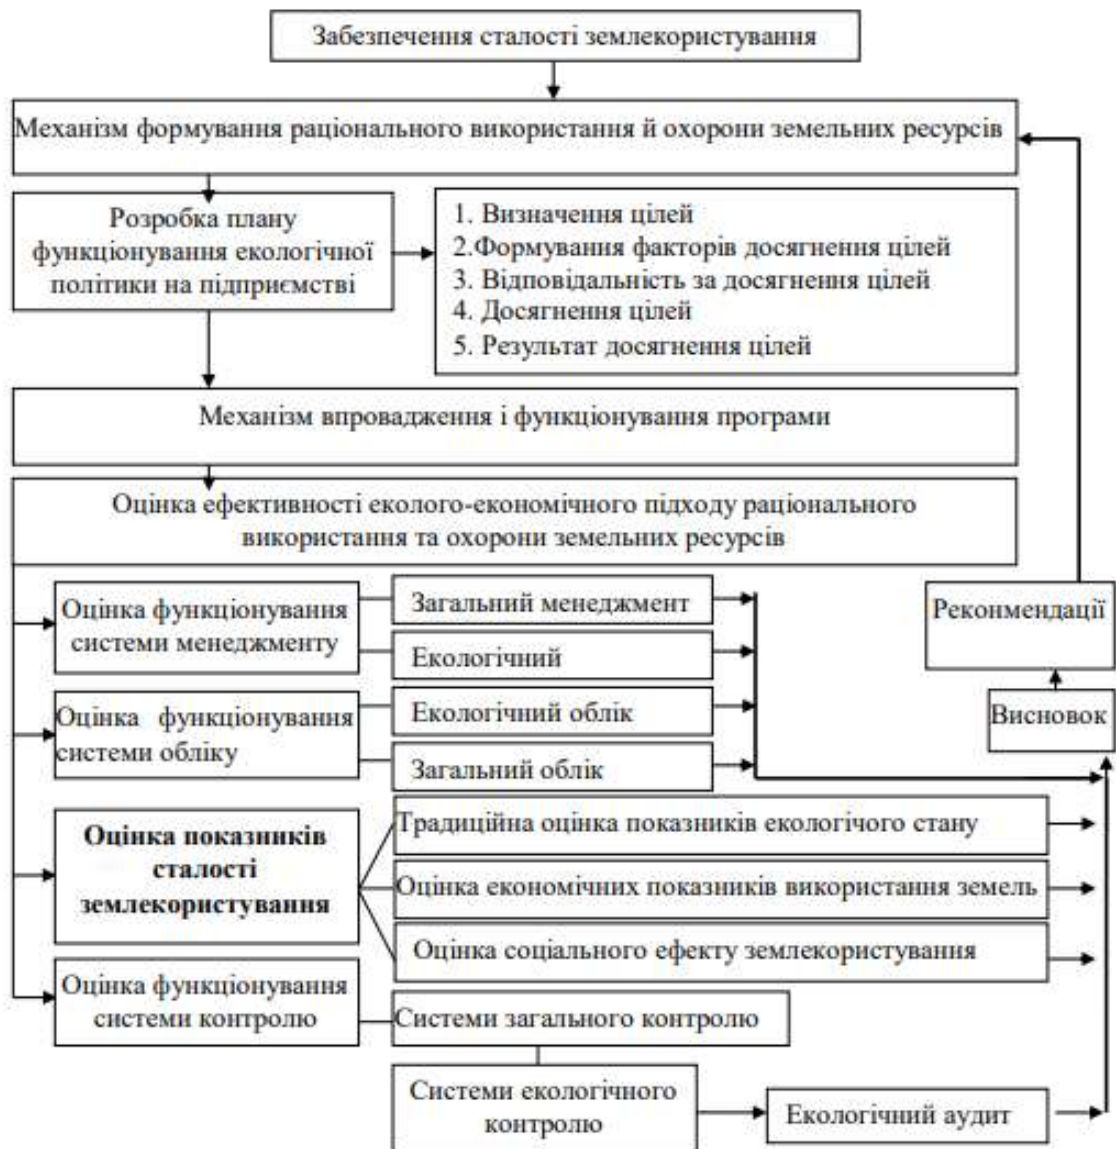 Забезпечення сталості землекористування
Механізм формування раціонального використання й охорони земельних ресурсів
Розробка плану
функціонування екологічної
політики на підприємстві
1. Визначення цілей
2.Формування факторів досягнення цілей
3. Відповідальність за досягнення цілей
4. Досягнення цілей
5. Результат досягнення цілей
Механізм впровадження і функціонування програми
Оцінка ефективності еколого-економічного підходу раціонального
використання та охорони земельних ресурсів
Оцінка функціонування
системи менеджменту
Загальний менеджмент
Екологічний
Рекономендації
Оцінка функціонування
системи обліку
Екологічний облік
Загальний облік
Висновок
Оцінка показників
сталості
землекористування
Традиційна оцінка показників екологічого стану
Оцінка економічних показників використання земель
Оцінка соціального ефекту землекористування
Оцінка функціонування
системи контролю
Системи загального контролю
Системи екологічного
контролю
Екологічний аудит